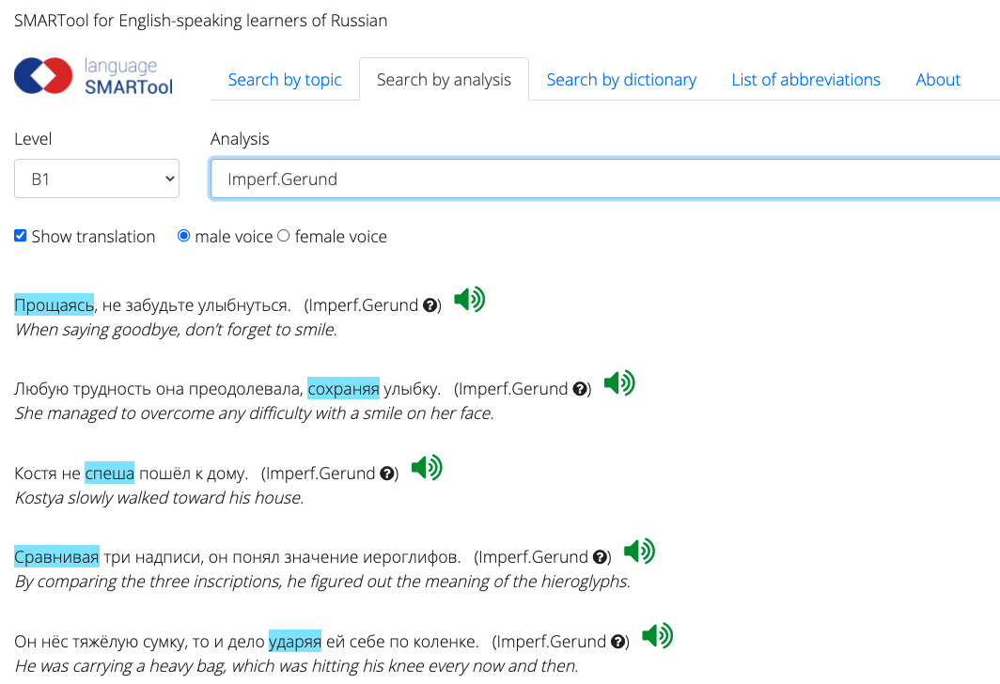 SMARTool for English-speaking learners of Russian
language
SMARTool
Search by topic Search by analysis Search by dictionary List of abbreviations About
Level Analysis
B1 Imperf.Gerund
Show translation male voice female voice
Прощаясь, не забудьте улыбнуться. (Imperf.Gerund ?)
When saying goodbye, don’t forget to smile.
Любую трудность она преодолевала, сохраняя улыбку. (Imperf.Gerund ?)
She managed to overcome any difficulty with a smile on her face.
Костя не спеша пошёл к дому. (Imperf.Gerund ?)
Kostya slowly walked toward his house.
Сравнивая три надписи, он понял значение иероглифов. (Imperf.Gerund ?)
By comparing the three inscriptions, he figured out the meaning of the hieroglyphs.
Он нёс тяжёлую сумку, то и дело ударяя ей себе по коленке. (Imperf.Gerund ?)
He was carrying a heavy bag, which was hitting his knee every now and then.